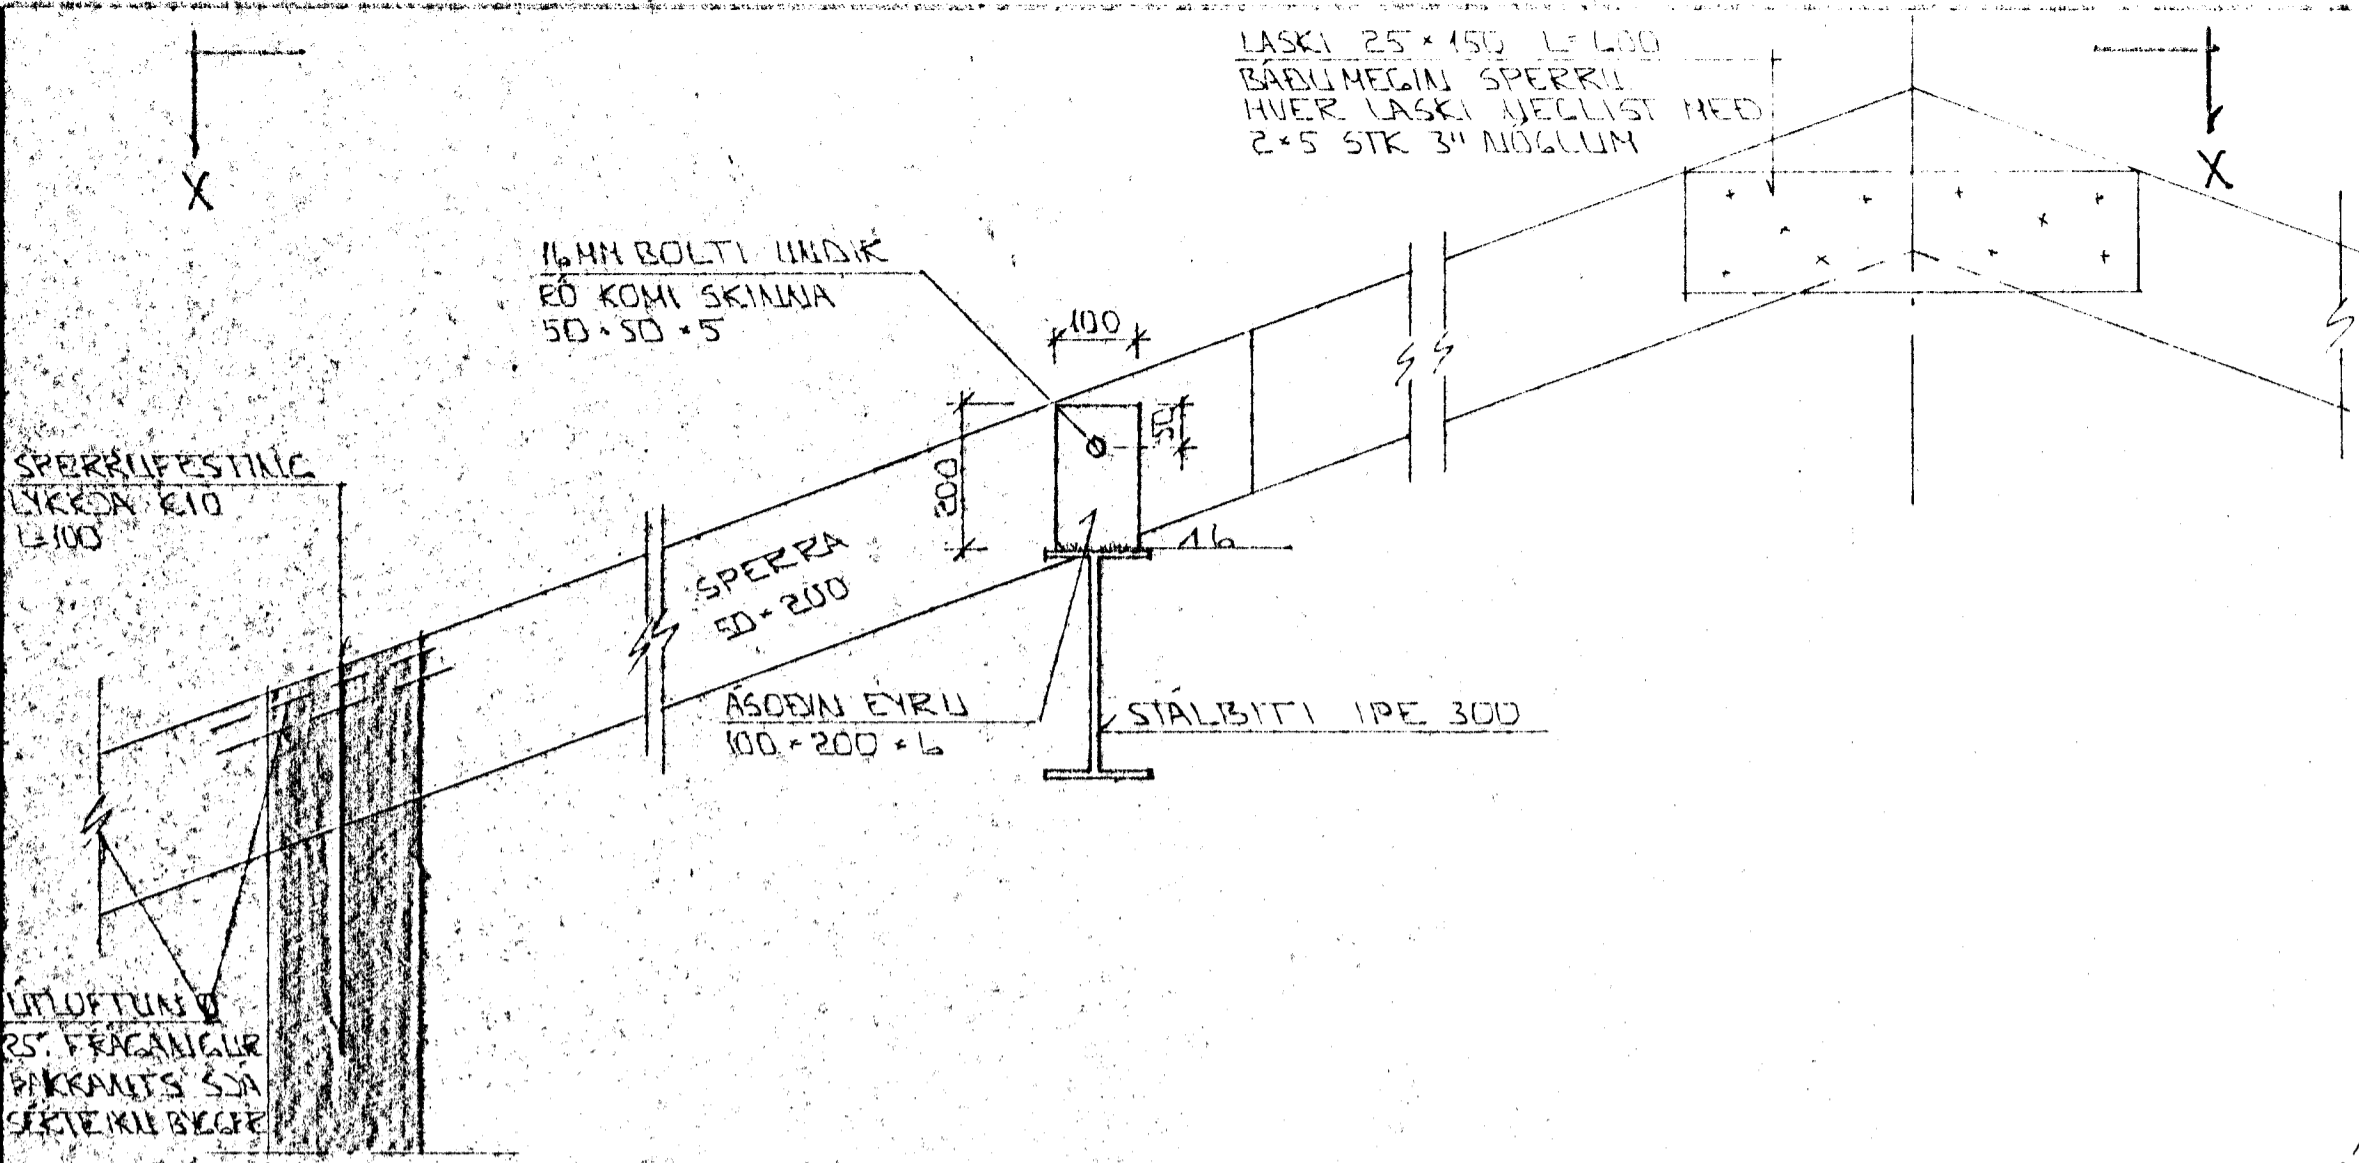 LASKI 25×150 L=600
BÁÐUMEGIN SPERRU
HVER LASKI NEGLIST MEÐ
2×5 STK 3" NÖGLUM
X
X
16 MM BOLTI UNDIR
RÓ KOMI SKINNA
50×50×5
100
50
200
SPERRUFESTING
LYKKJA K10
L=100
SPERRA
50×200
16
ÁSOÐIN EYRU
100×200×6
STÁLBITI IPE 300
ÚTLOFTUN
25. FRÁGANGUR
ÞAKKANTS SJÁ
SÉRTEIKN BYGGF